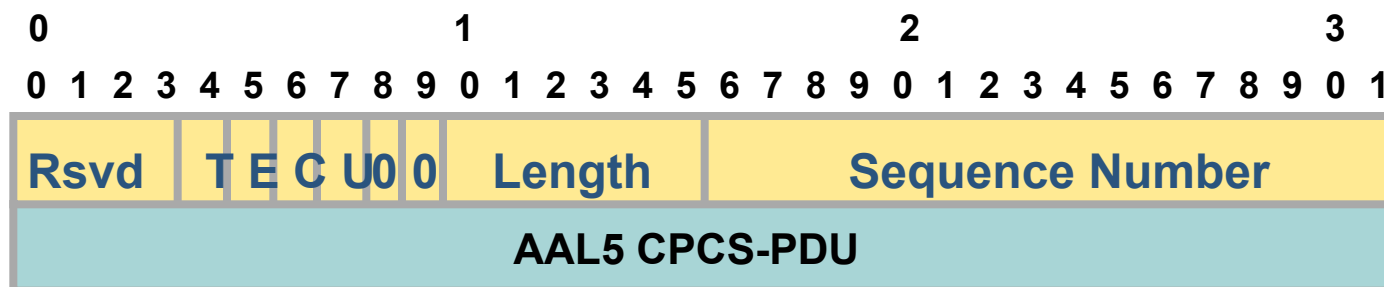 0 1 2 3
0 1 2 3 4 5 6 7 8 9 0 1 2 3 4 5 6 7 8 9 0 1 2 3 4 5 6 7 8 9 0 1
Rsvd T E C U 0 0 Length Sequence Number
AAL5 CPCS-PDU